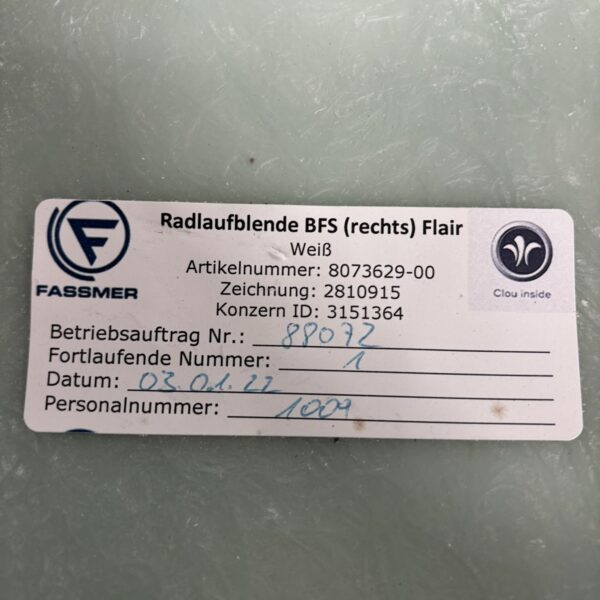 FASSMER
Radlaufblende BFS (rechts) Flair
Weiß
Artikelnummer: 8073629-00
Zeichnung: 2810915
Konzern ID: 3151364
Clou inside
Betriebsauftrag Nr.: 88072
Fortlaufende Nummer: 1
Datum: 03.01.22
Personalnummer: 1009